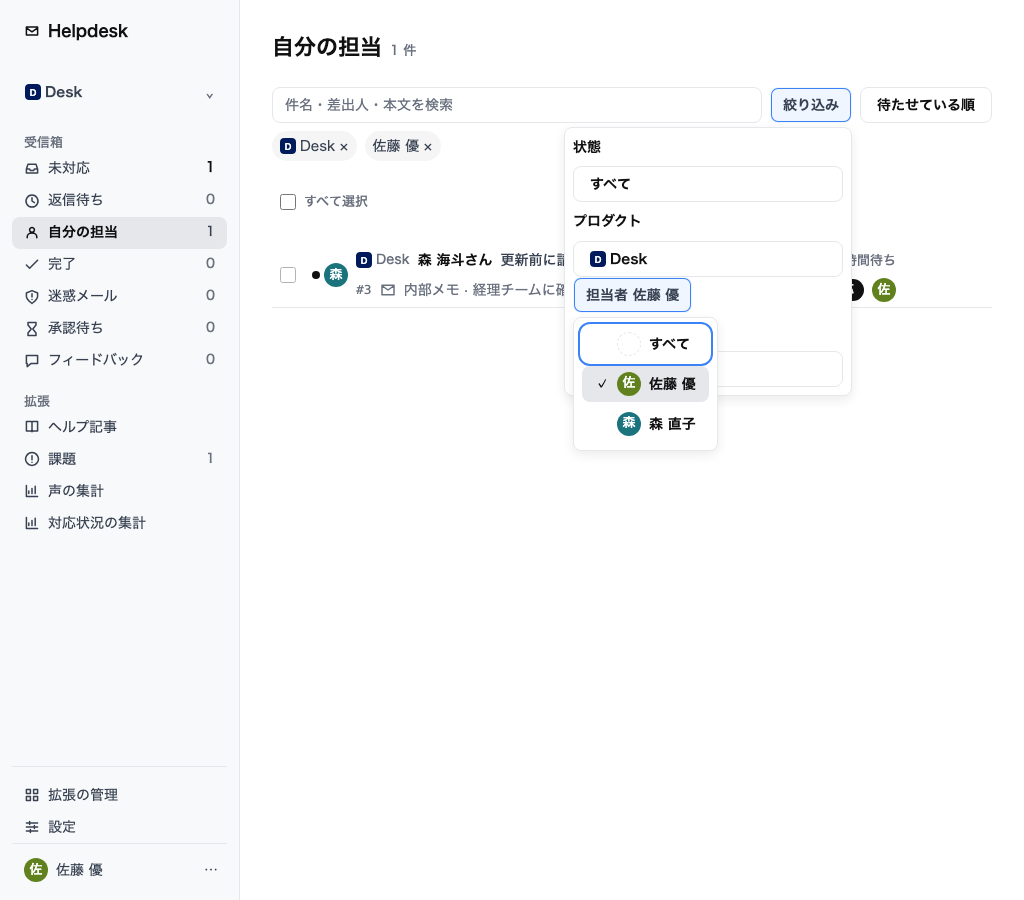 Helpdesk
D Desk
受信箱
未対応 1
返信待ち 0
自分の担当 1
完了 0
迷惑メール 0
承認待ち 0
フィードバック 0
拡張
ヘルプ記事
課題 1
声の集計
対応状況の集計
拡張の管理
設定
佐 佐藤 優 ...
自分の担当 1 件
件名・差出人・本文を検索
絞り込み
待たせている順
D Desk ×
佐藤 優 ×
すべて選択
森 D Desk 森 海斗さん 更新前に
時間待ち
#3 内部メモ · 経理チームに
佐
状態
すべて
プロダクト
D Desk
担当者 佐藤 優
すべて
✓ 佐 佐藤 優
森 森 直子